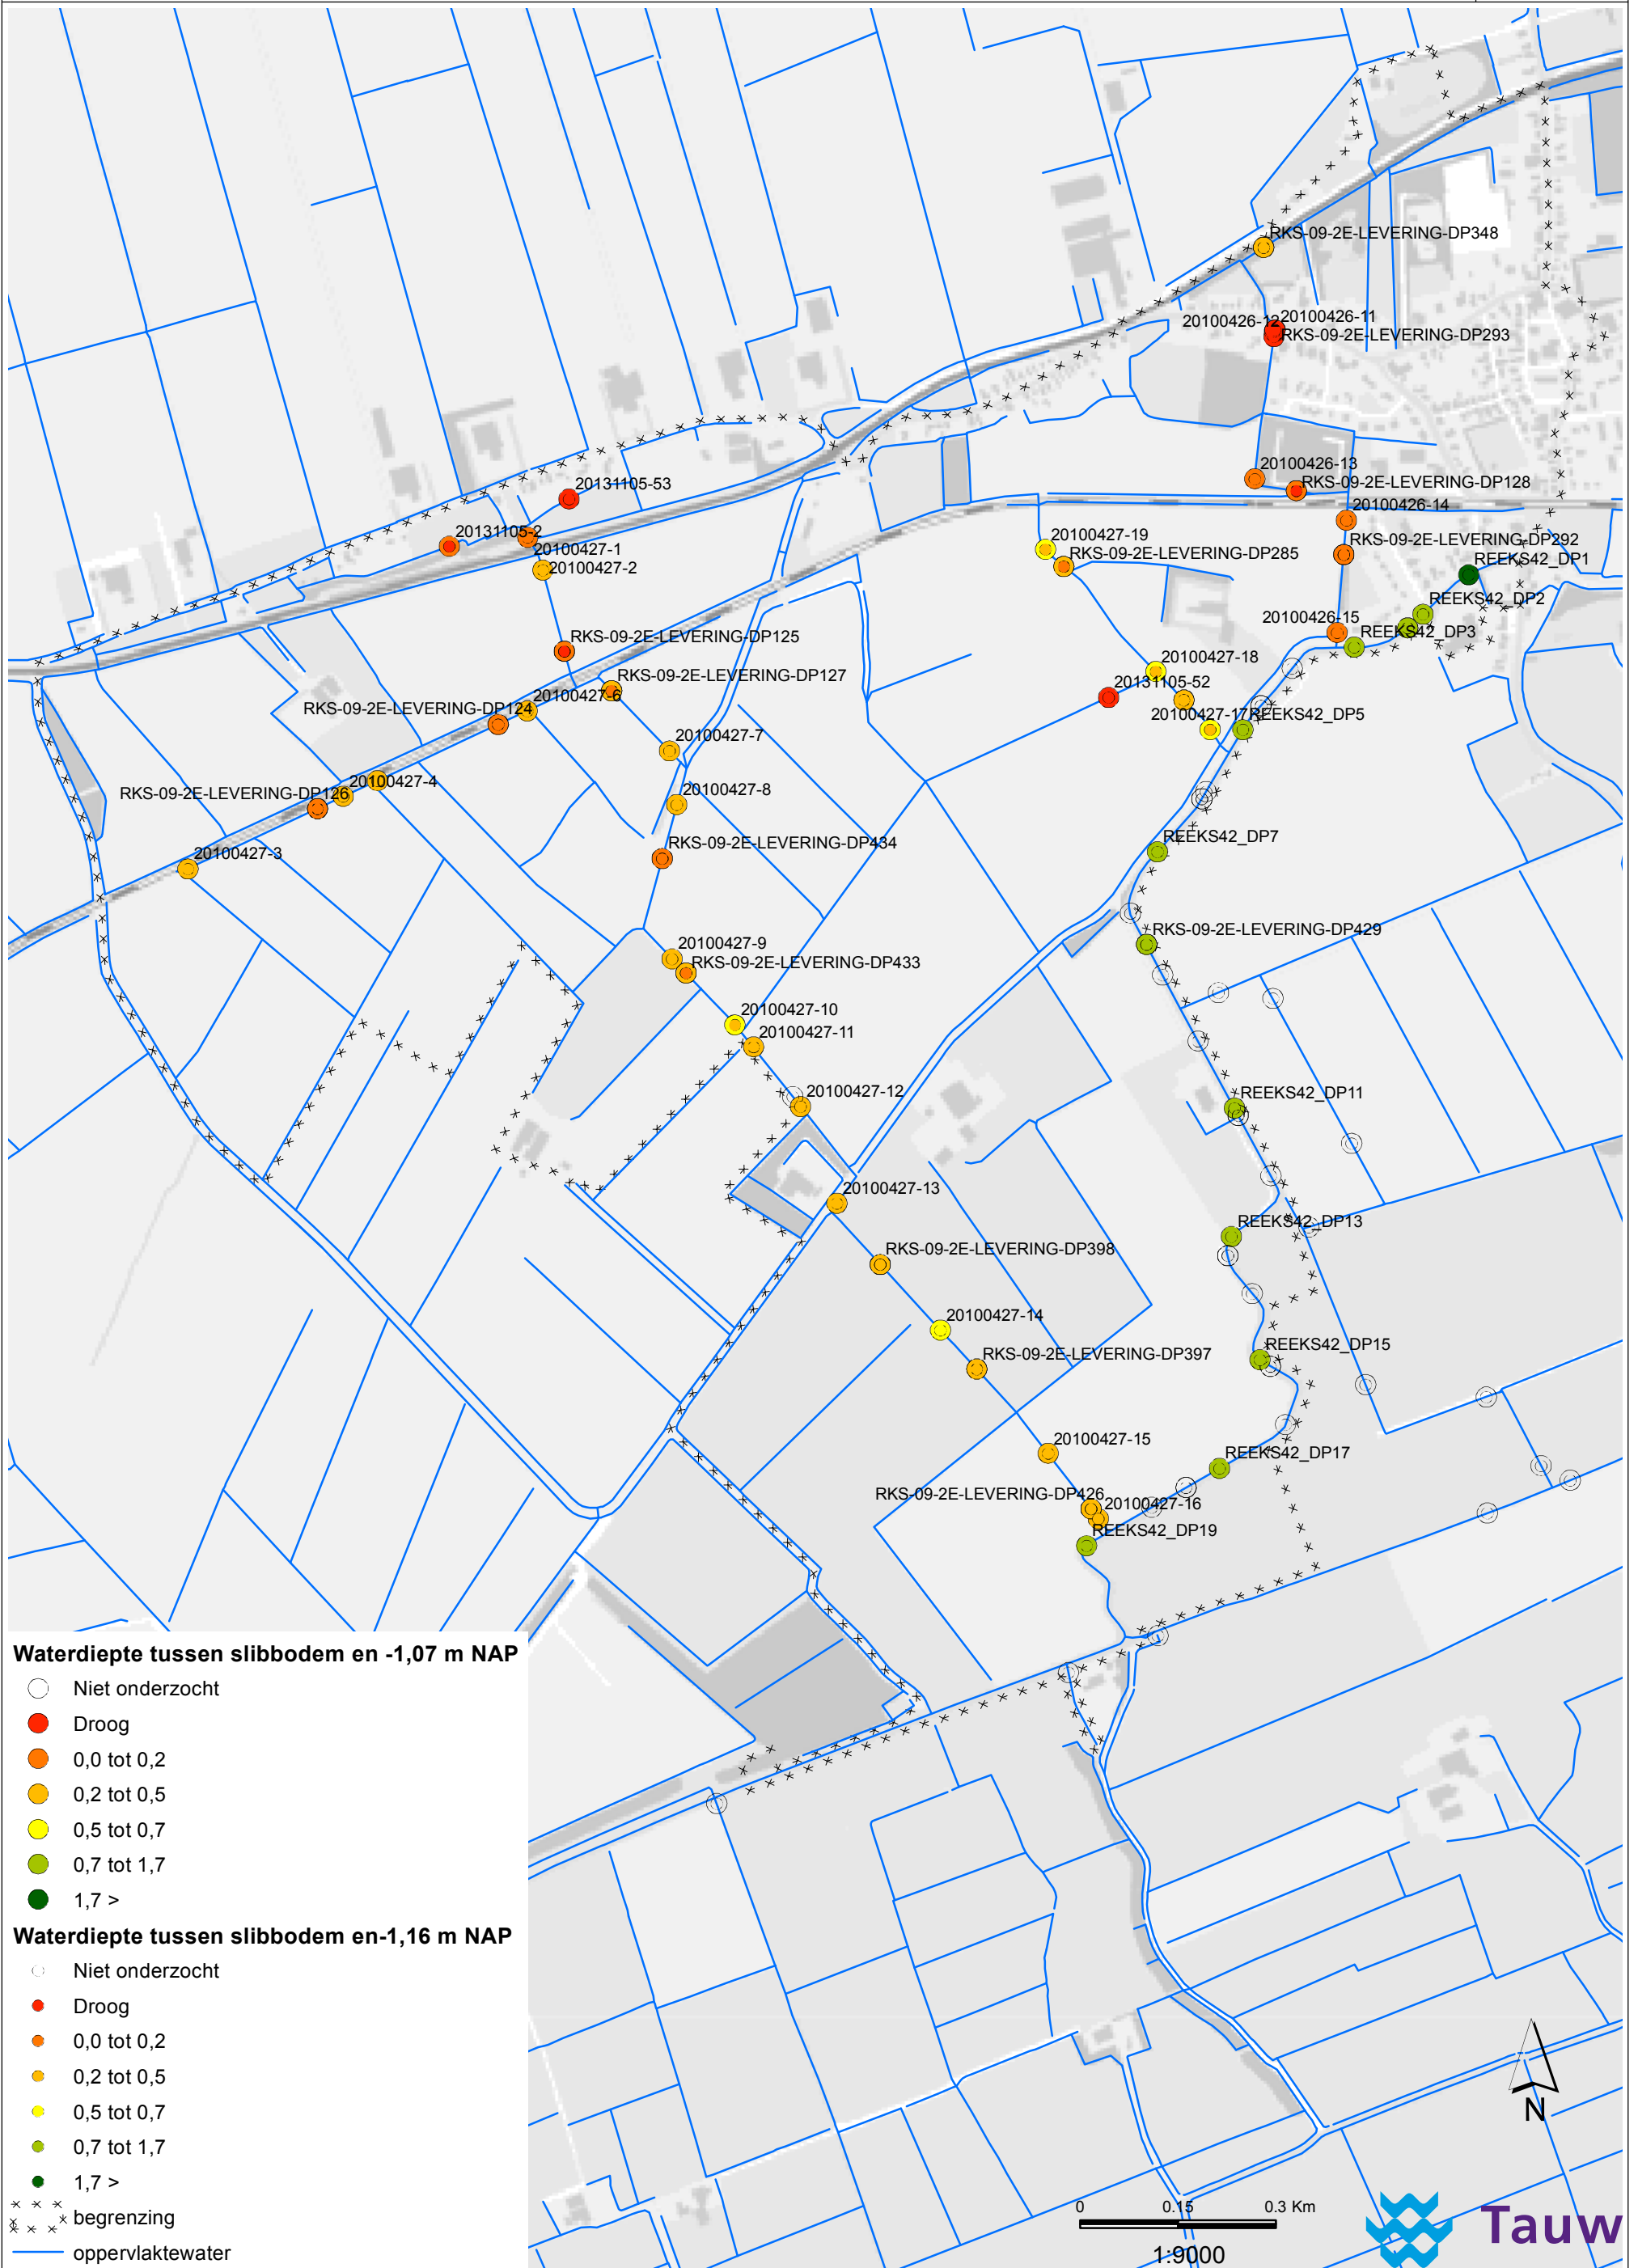 RKS-09-2E-LEVERING-DP348
20100426-12
20100426-11
RKS-09-2E-LEVERING-DP293
20100426-13
RKS-09-2E-LEVERING-DP128
20131105-53
20100426-14
20131105-2
20100427-1
20100427-2
20100427-19
RKS-09-2E-LEVERING-DP285
RKS-09-2E-LEVERING-DP292
REEKS42_DP1
REEKS42_DP2
20100426-15
REEKS42_DP3
RKS-09-2E-LEVERING-DP125
RKS-09-2E-LEVERING-DP127
20100427-18
20131105-52
RKS-09-2E-LEVERING-DP124
20100427-6
20100427-17
REEKS42_DP5
20100427-7
RKS-09-2E-LEVERING-DP126
20100427-4
20100427-8
REEKS42_DP7
RKS-09-2E-LEVERING-DP434
20100427-3
RKS-09-2E-LEVERING-DP429
20100427-9
RKS-09-2E-LEVERING-DP433
20100427-10
20100427-11
20100427-12
REEKS42_DP11
20100427-13
REEKS42_DP13
RKS-09-2E-LEVERING-DP398
20100427-14
RKS-09-2E-LEVERING-DP397
REEKS42_DP15
20100427-15
REEKS42_DP17
RKS-09-2E-LEVERING-DP426
20100427-16
REEKS42_DP19
Waterdiepte tussen slibbodem en -1,07 m NAP
Niet onderzocht
Droog
0,0 tot 0,2
0,2 tot 0,5
0,5 tot 0,7
0,7 tot 1,7
1,7 >
Waterdiepte tussen slibbodem en-1,16 m NAP
Niet onderzocht
Droog
0,0 tot 0,2
0,2 tot 0,5
0,5 tot 0,7
0,7 tot 1,7
1,7 >
begrenzing
oppervlaktewater
N
0 0.15 0.3 Km
1:9000
Tauw